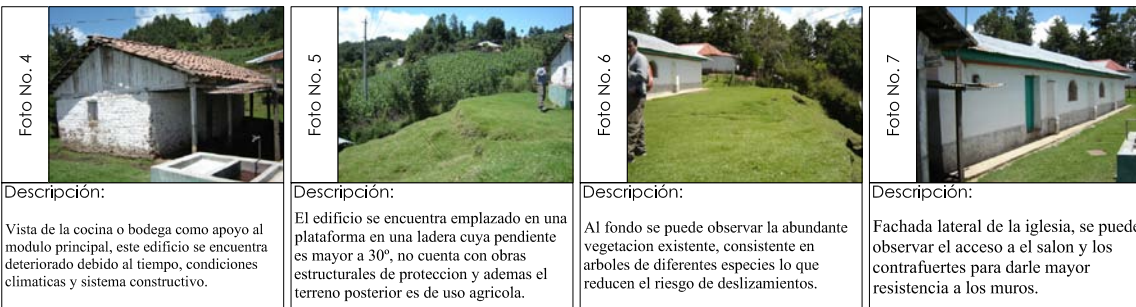 Foto No. 4
Descripción:
Vista de la cocina o bodega como apoyo al
modulo principal, este edificio se encuentra
deteriorado debido al tiempo, condiciones
climaticas y sistema constructivo.
Foto No. 5
Descripción:
El edificio se encuentra emplazado en una
plataforma en una ladera cuya pendiente
es mayor a 30º, no cuenta con obras
estructurales de proteccion y ademas el
terreno posterior es de uso agricola.
Foto No. 6
Descripción:
Al fondo se puede observar la abundante
vegetacion existente, consistente en
arboles de diferentes especies lo que
reducen el riesgo de deslizamientos.
Foto No. 7
Descripción:
Fachada lateral de la iglesia, se puede
observar el acceso a el salon y los
contrafuertes para darle mayor
resistencia a los muros.